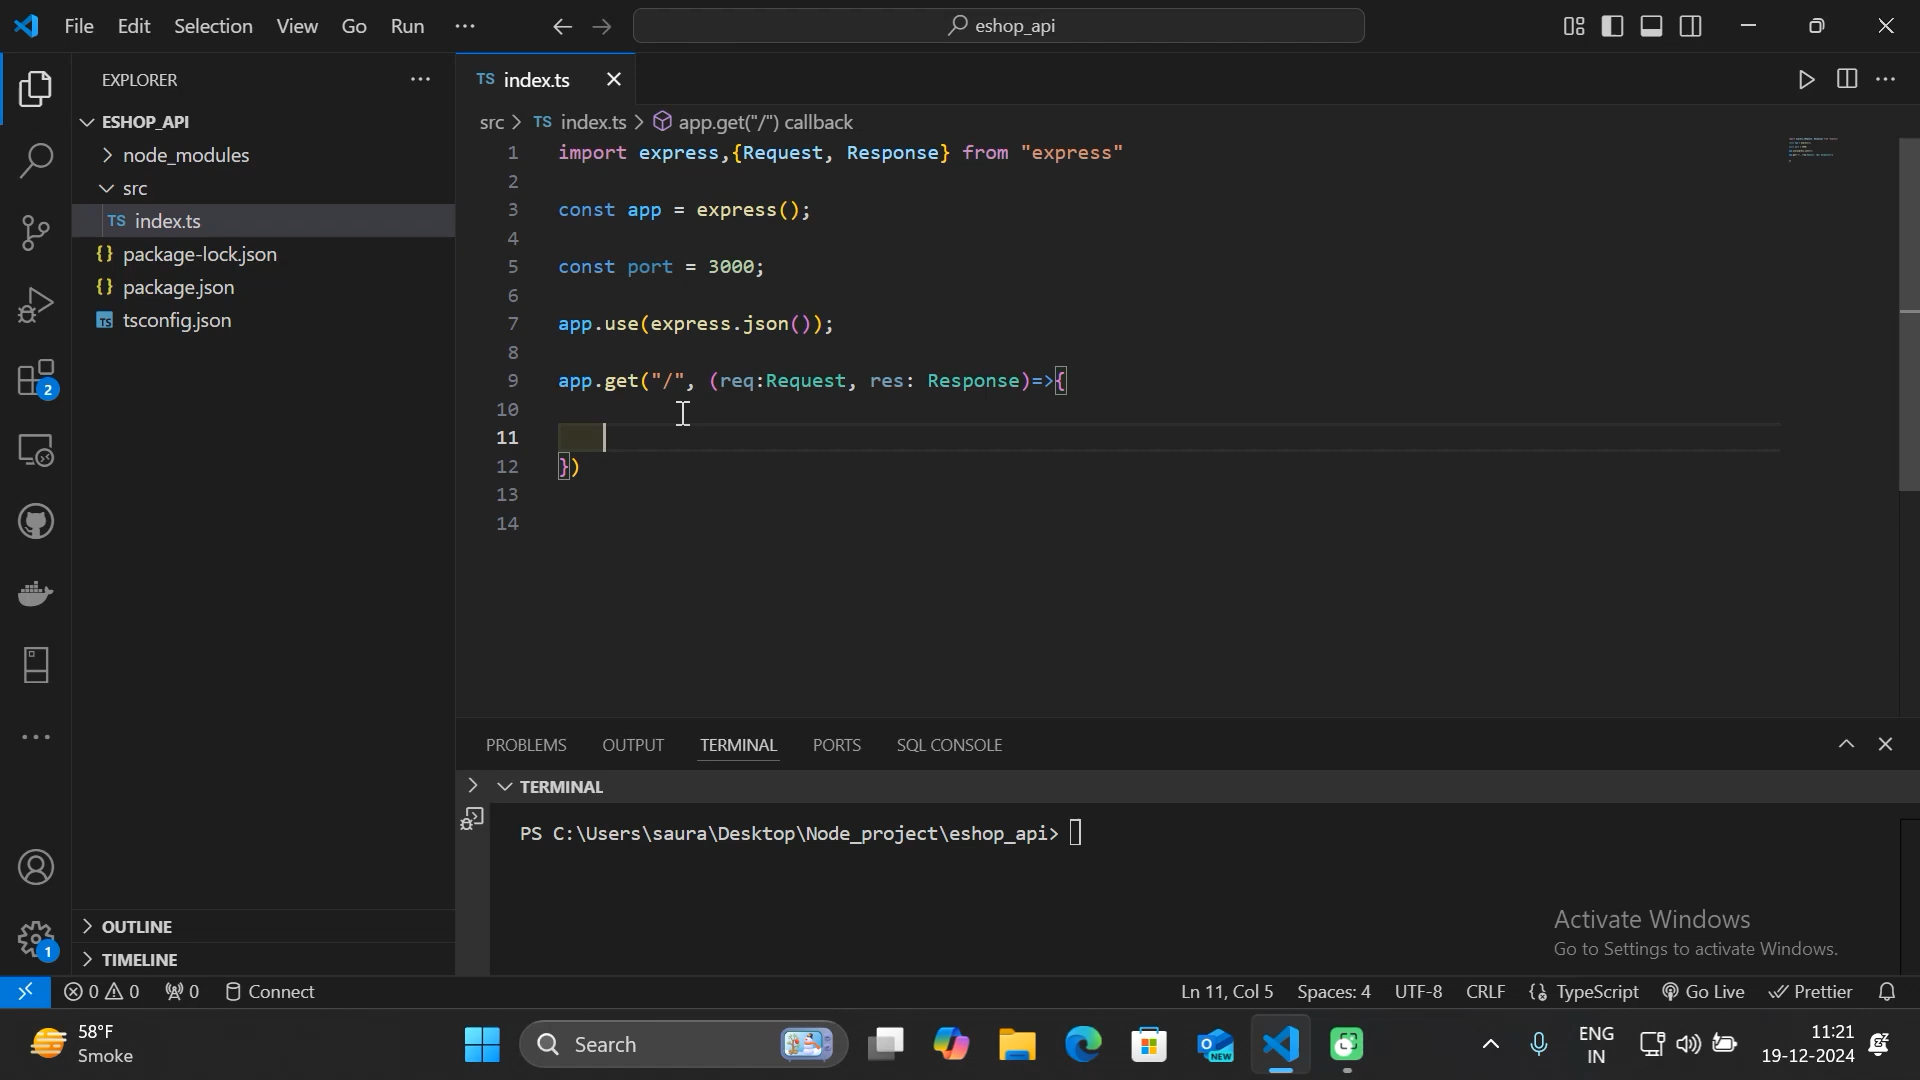 File Edit Selection View Go Run ··· eshop_api
EXPLORER ···
ESHOP_API
node_modules
src
TS index.ts
{} package-lock.json
{} package.json
TS tsconfig.json
OUTLINE
TIMELINE
2
1
TS index.ts
src > TS index.ts > app.get("/") callback
1 import express,{Request, Response} from "express"
2
3 const app = express();
4
5 const port = 3000;
6
7 app.use(express.json());
8
9 app.get("/", (req:Request, res: Response)=>{
10
11
12 })
13
14
PROBLEMS OUTPUT TERMINAL PORTS SQL CONSOLE
TERMINAL
PS C:\Users\saura\Desktop\Node_project\eshop_api>
Activate Windows
Go to Settings to activate Windows.
0 0 0 Connect Ln 11, Col 5 Spaces: 4 UTF-8 CRLF {} TypeScript Go Live Prettier
58°F
Smoke
Search
NEW
ENG
IN
11:21
19-12-2024